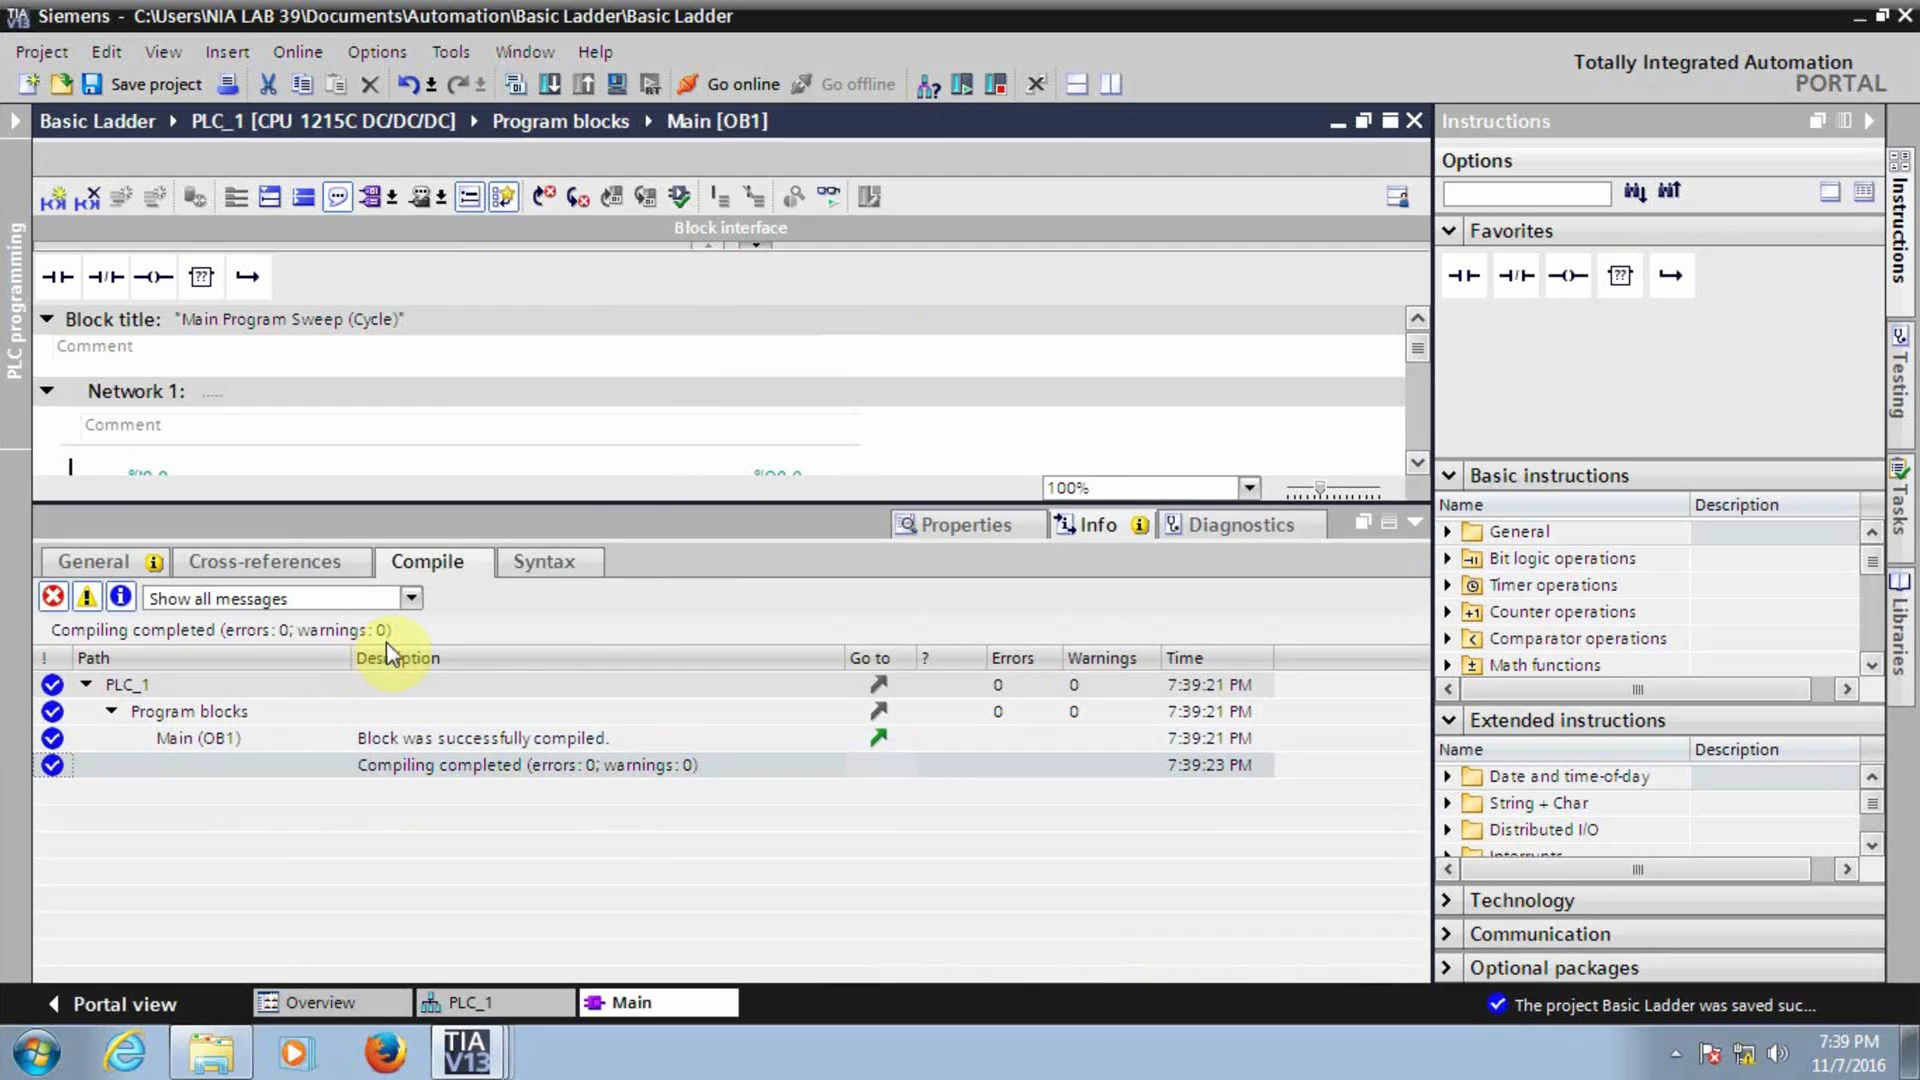 TIA V13
Siemens - C:\Users\NIA LAB 39\Documents\Automation\Basic Ladder\Basic Ladder
Project Edit View Insert Online Options Tools Window Help
Totally Integrated Automation
PORTAL
Save project Go online Go offline
Basic Ladder PLC_1 [CPU 1215C DC/DC/DC] Program blocks Main [OB1]
Block interface
??
Block title: "Main Program Sweep (Cycle)"
Comment
Network 1: .....
Comment
100%
Properties Info Diagnostics
General Cross-references Compile Syntax
Show all messages
Compiling completed (errors: 0; warnings: 0)
! Path Description Go to ? Errors Warnings Time
PLC_1 0 0 7:39:21 PM
Program blocks 0 0 7:39:21 PM
Main (OB1) Block was successfully compiled. 7:39:21 PM
Compiling completed (errors: 0; warnings: 0) 7:39:23 PM
PLC programming
Instructions
Options
Favorites
??
Basic instructions
Name Description
General
Bit logic operations
Timer operations
Counter operations
Comparator operations
Math functions
Extended instructions
Name Description
Date and time-of-day
String + Char
Distributed I/O
Interrupts
Technology
Communication
Optional packages
Instructions
Testing
Tasks
Libraries
Portal view Overview PLC_1 Main
The project Basic Ladder was saved suc...
TIA V13
7:39 PM
11/7/2016